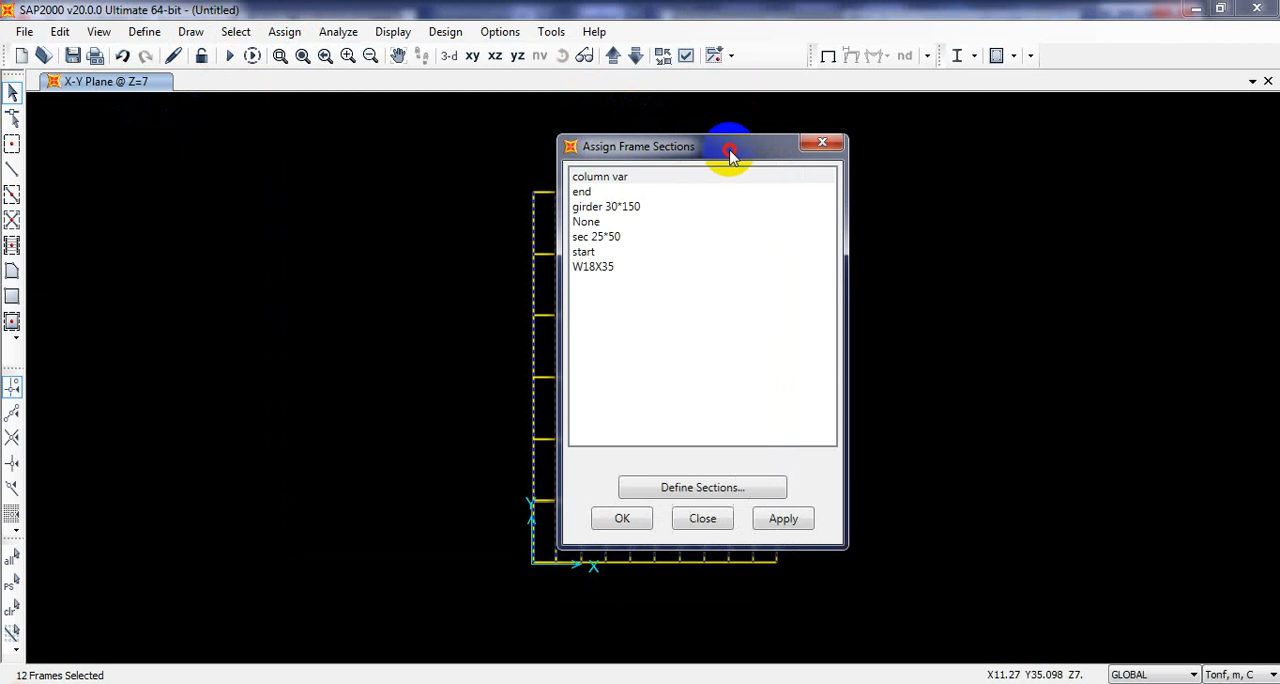 SAP2000 v20.0.0 Ultimate 64-bit - (Untitled)
File Edit View Define Draw Select Assign Analyze Display Design Options Tools Help
3-d xy xz yz nv nd
X-Y Plane @ Z=7
Assign Frame Sections
column var
end
girder 30*150
None
sec 25*50
start
W18X35
Define Sections...
OK Close Apply
Y
X
all
PS
clr
12 Frames Selected X11.27 Y35.098 Z7. GLOBAL Tonf, m, C